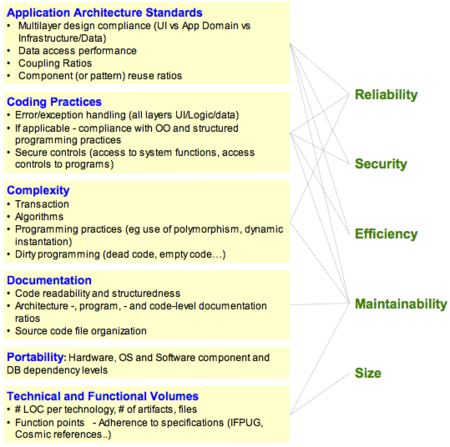 Application Architecture Standards
• Multilayer design compliance (UI vs App Domain vs
Infrastructure/Data)
• Data access performance
• Coupling Ratios
• Component (or pattern) reuse ratios
Coding Practices
• Error/exception handling (all layers UI/Logic/data)
• If applicable - compliance with OO and structured
programming practices
• Secure controls (access to system functions, access
controls to programs)
Complexity
• Transaction
• Algorithms
• Programming practices (eg use of polymorphism, dynamic
instantation)
• Dirty programming (dead code, empty code…)
Documentation
• Code readability and structuredness
• Architecture -, program, - and code-level documentation
ratios
• Source code file organization
Portability: Hardware, OS and Software component and
DB dependency levels
Technical and Functional Volumes
• # LOC per technology, # of artifacts, files
• Function points - Adherence to specifications (IFPUG,
Cosmic references..)
Reliability
Security
Efficiency
Maintainability
Size